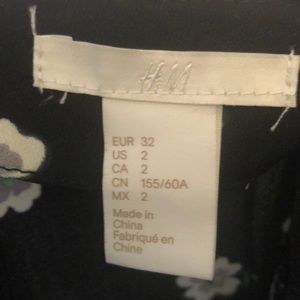 H&M
EUR 32
US 2
CA 2
CN 155/60A
MX 2
Made in
China
Fabriqué en
Chine